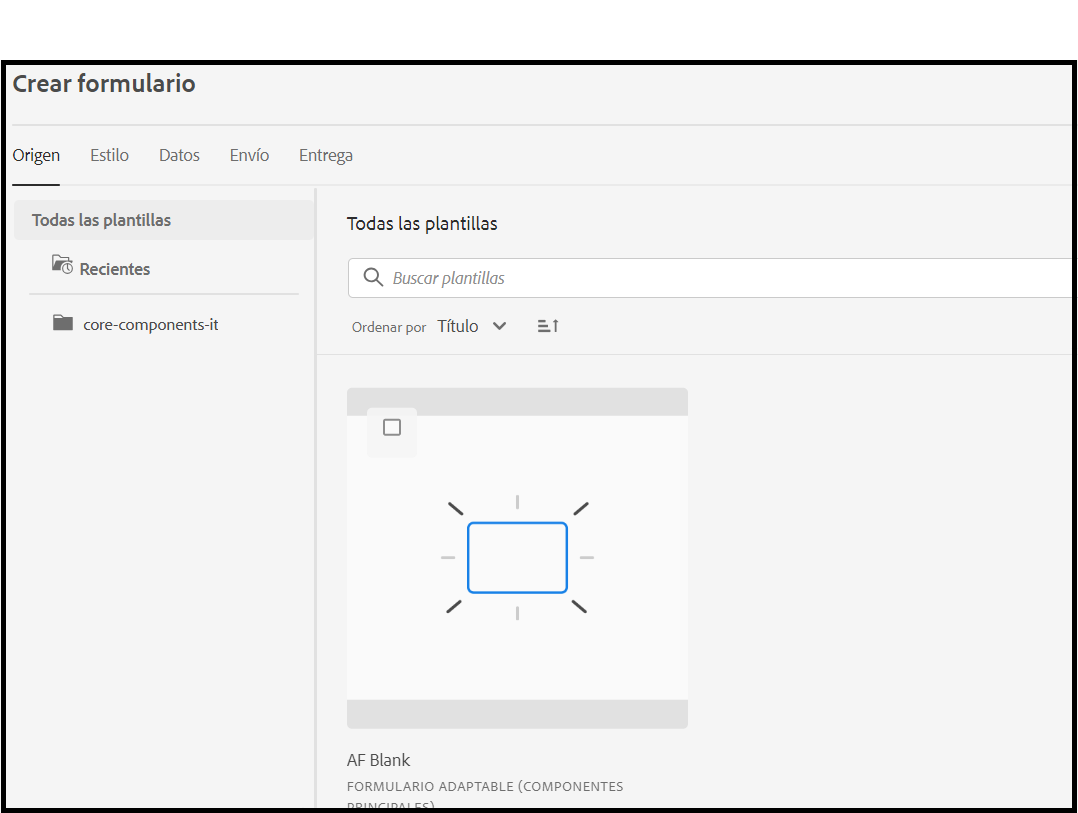 Crear formulario
Origen Estilo Datos Envío Entrega
Todas las plantillas
Recientes
core-components-it
Todas las plantillas
Buscar plantillas
Ordenar por Título
AF Blank
FORMULARIO ADAPTABLE (COMPONENTES
PRINCIPALES)